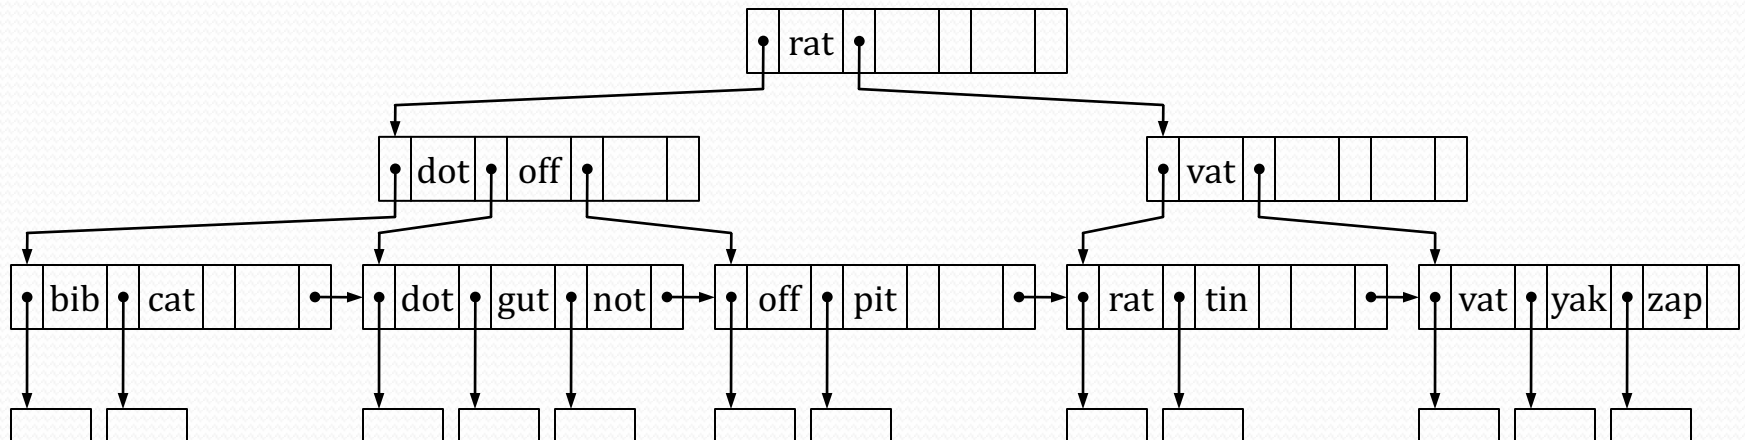 rat
dot off
vat
bib cat
dot gut not
off pit
rat tin
vat yak zap